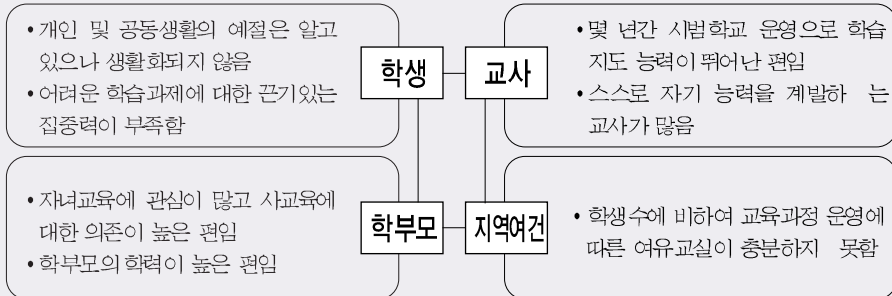 • 개인 및 공동생활의 예절은 알고
있으나 생활화되지 않음
• 어려운 학습과제에 대한 끈기있는
집중력이 부족함
학생
교사
• 몇 년간 시범학교 운영으로 학습
지도 능력이 뛰어난 편임
• 스스로 자기 능력을 계발하 는
교사가 많음
• 자녀교육에 관심이 많고 사교육에
대한 의존이 높은 편임
• 학부모의 학력이 높은 편임
학부모
지역여건
• 학생수에 비하여 교육과정 운영에
따른 여유교실이 충분하지 못함